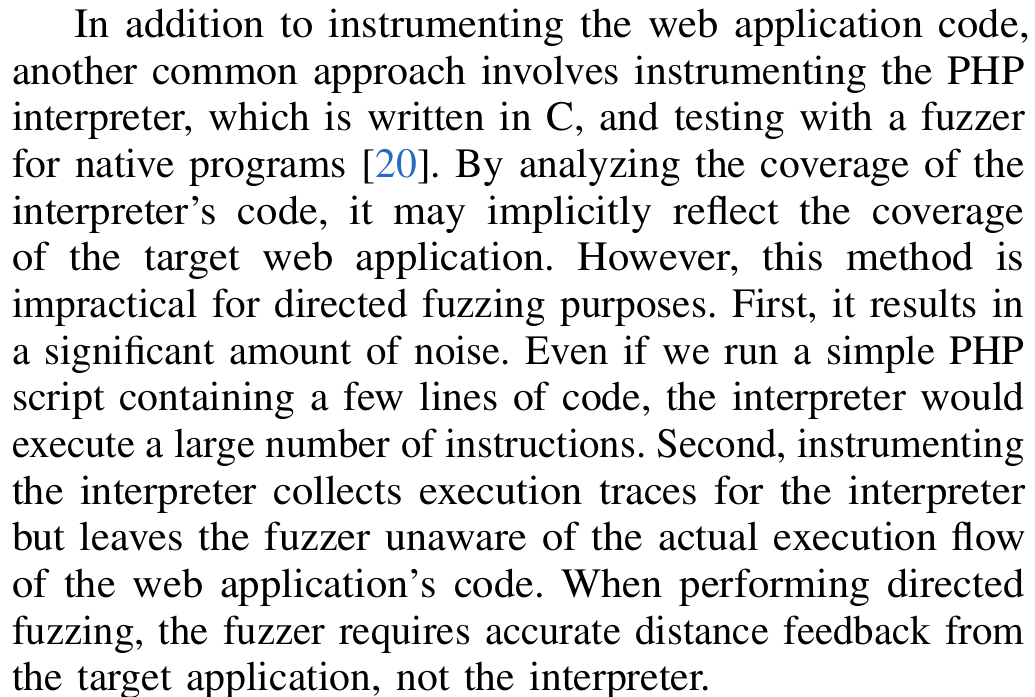 In addition to instrumenting the web application code,
another common approach involves instrumenting the PHP
interpreter, which is written in C, and testing with a fuzzer
for native programs [20]. By analyzing the coverage of the
interpreter’s code, it may implicitly reflect the coverage
of the target web application. However, this method is
impractical for directed fuzzing purposes. First, it results in
a significant amount of noise. Even if we run a simple PHP
script containing a few lines of code, the interpreter would
execute a large number of instructions. Second, instrumenting
the interpreter collects execution traces for the interpreter
but leaves the fuzzer unaware of the actual execution flow
of the web application’s code. When performing directed
fuzzing, the fuzzer requires accurate distance feedback from
the target application, not the interpreter.